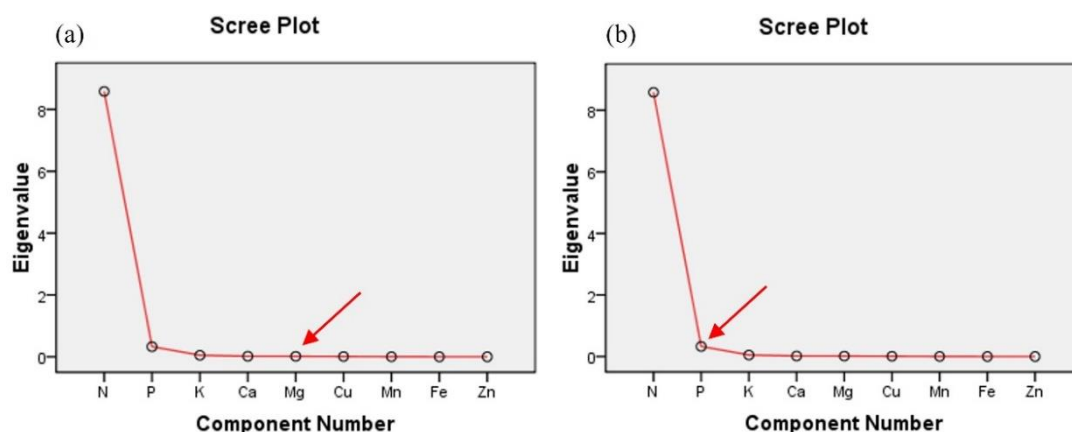 (a)
Scree Plot
Eigenvalue
8
6
4
2
0
N P K Ca Mg Cu Mn Fe Zn
Component Number
(b)
Scree Plot
Eigenvalue
8
6
4
2
0
N P K Ca Mg Cu Mn Fe Zn
Component Number